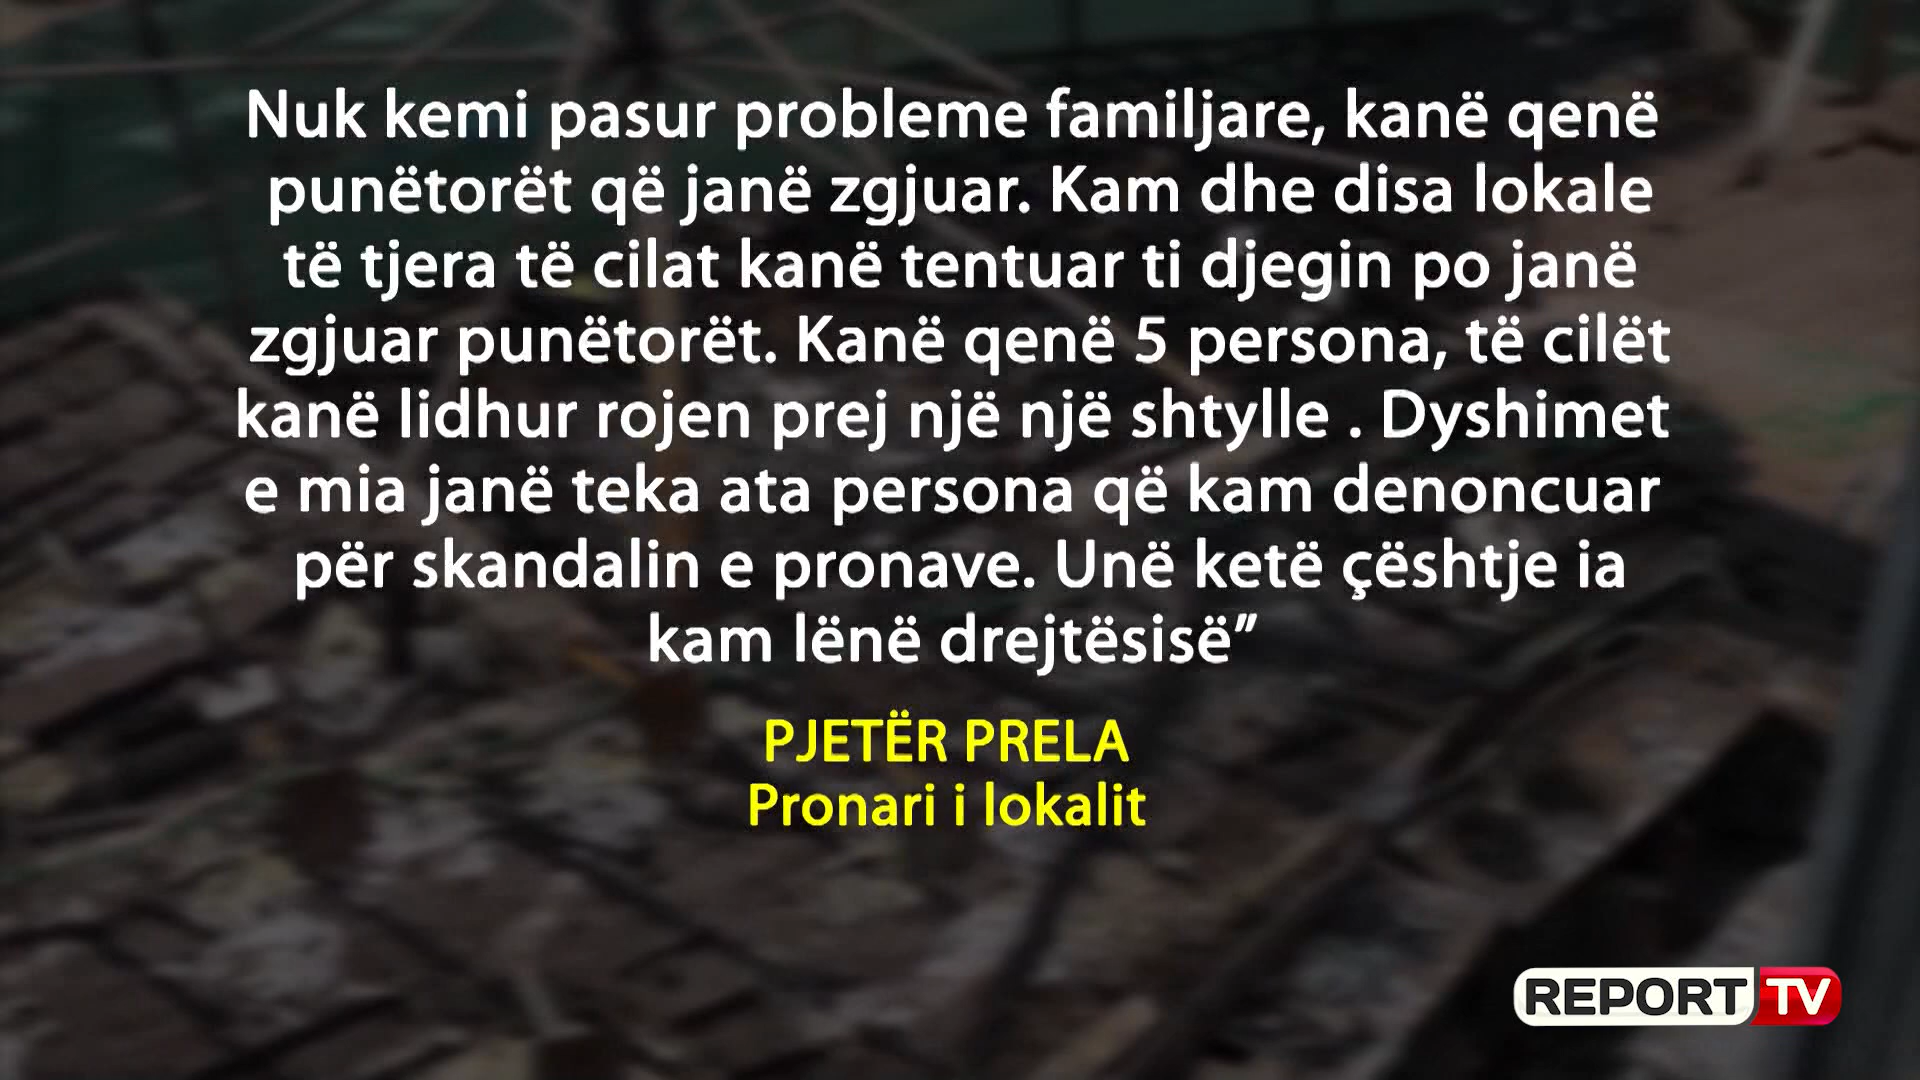 Nuk kemi pasur probleme familjare, kanë qenë
punëtorët që janë zgjuar. Kam dhe disa lokale
të tjera të cilat kanë tentuar ti djegin po janë
zgjuar punëtorët. Kanë qenë 5 persona, të cilët
kanë lidhur rojen prej një një shtylle . Dyshimet
e mia janë teka ata persona që kam denoncuar
për skandalin e pronave. Unë ketë çështje ia
kam lënë drejtësisë”
PJETËR PRELA
Pronari i lokalit
REPORT TV